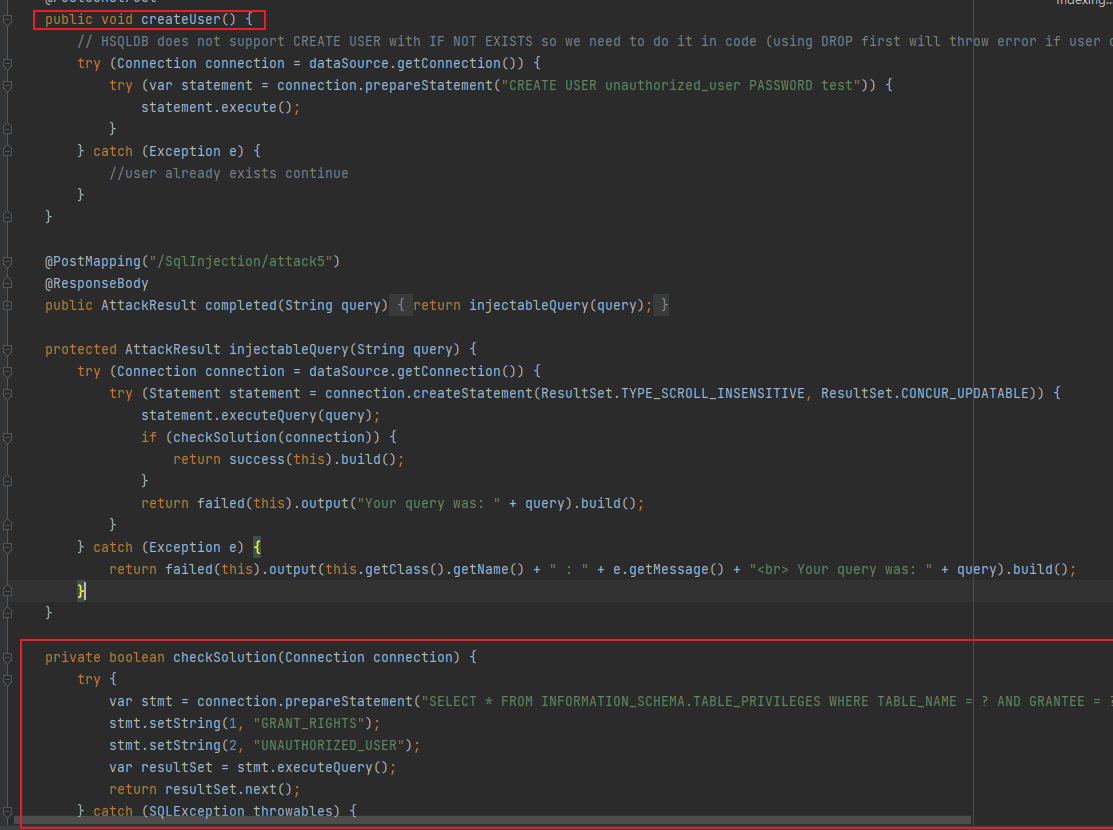 Indexing...
@PostConstruct
public void createUser() {
// HSQLDB does not support CREATE USER with IF NOT EXISTS so we need to do it in code (using DROP first will throw error if user
try (Connection connection = dataSource.getConnection()) {
try (var statement = connection.prepareStatement("CREATE USER unauthorized_user PASSWORD test")) {
statement.execute();
}
} catch (Exception e) {
//user already exists continue
}
}
@PostMapping("/SqlInjection/attack5")
@ResponseBody
public AttackResult completed(String query) { return injectableQuery(query); }
protected AttackResult injectableQuery(String query) {
try (Connection connection = dataSource.getConnection()) {
try (Statement statement = connection.createStatement(ResultSet.TYPE_SCROLL_INSENSITIVE, ResultSet.CONCUR_UPDATABLE)) {
statement.executeQuery(query);
if (checkSolution(connection)) {
return success(this).build();
}
return failed(this).output("Your query was: " + query).build();
}
} catch (Exception e) {
return failed(this).output(this.getClass().getName() + " : " + e.getMessage() + "<br> Your query was: " + query).build();
}
}
private boolean checkSolution(Connection connection) {
try {
var stmt = connection.prepareStatement("SELECT * FROM INFORMATION_SCHEMA.TABLE_PRIVILEGES WHERE TABLE_NAME = ? AND GRANTEE = ?
stmt.setString(1, "GRANT_RIGHTS");
stmt.setString(2, "UNAUTHORIZED_USER");
var resultSet = stmt.executeQuery();
return resultSet.next();
} catch (SQLException throwables) {